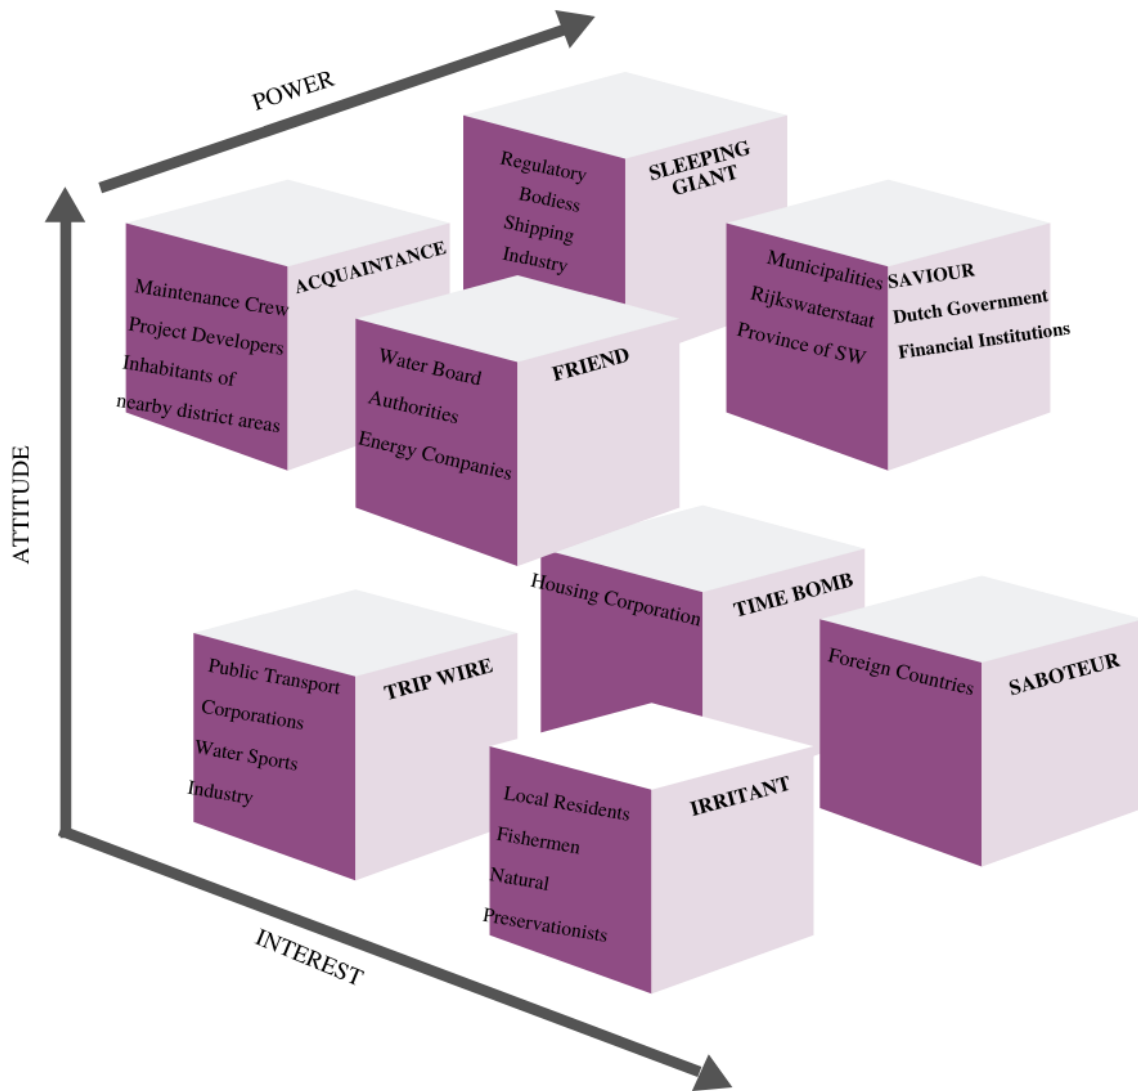 POWER
SLEEPING
GIANT
Regulatory
Bodiess
Shipping
Industry
ACQUAINTANCE
Maintenance Crew
Project Developers
Inhabitants of
nearby district areas
SAVIOUR
Municipalities
Rijkswaterstaat
Province of SW
Dutch Government
Financial Institutions
FRIEND
Water Board
Authorities
Energy Companies
ATTITUDE
TIME BOMB
Housing Corporation
TRIP WIRE
Public Transport
Corporations
Water Sports
Industry
SABOTEUR
Foreign Countries
IRRITANT
Local Residents
Fishermen
Natural
Preservationists
INTEREST